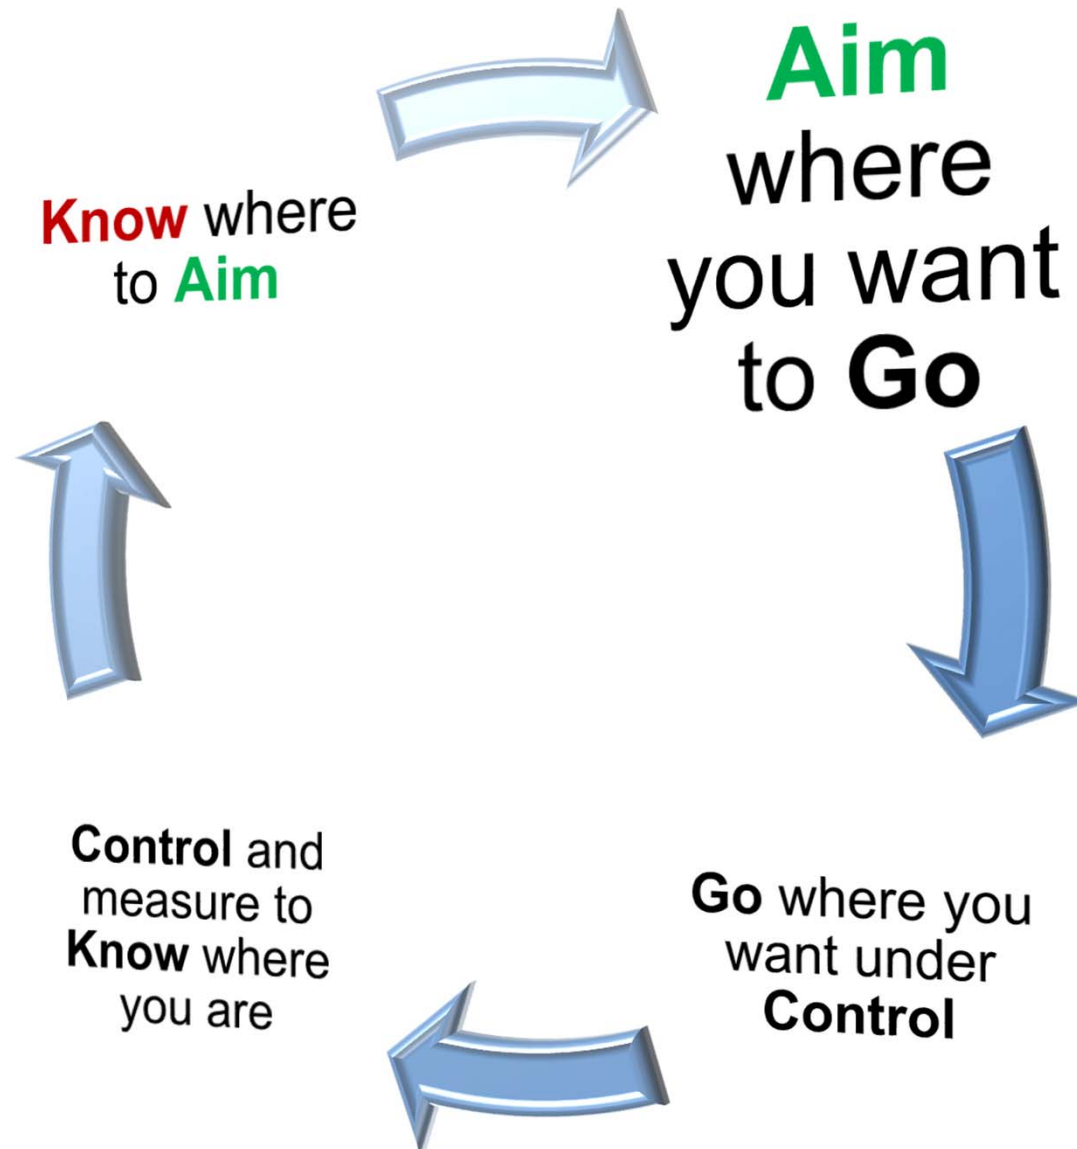 Aim
where
you want
to Go
Know where
to Aim
Go where you
want under
Control
Control and
measure to
Know where
you are